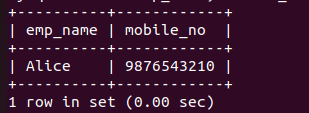 +----------+------------+
| emp_name | mobile_no  |
+----------+------------+
| Alice    | 9876543210 |
+----------+------------+
1 row in set (0.00 sec)